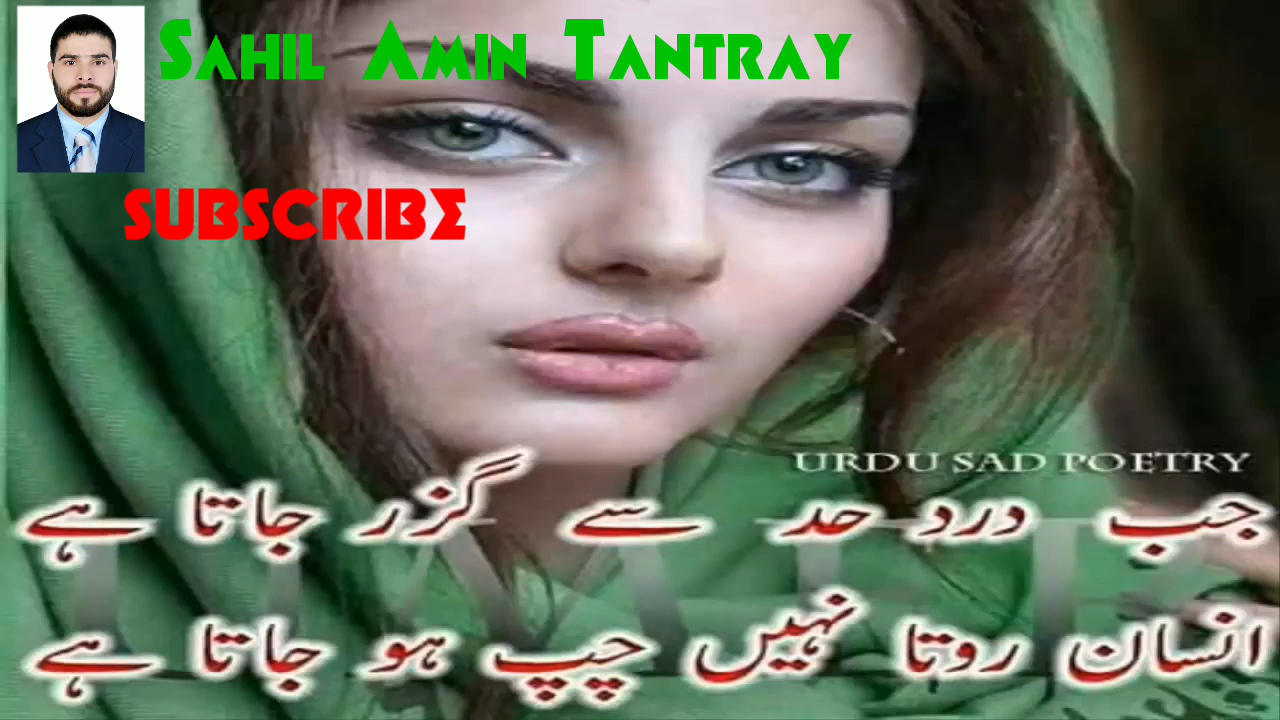 Sahil Amin Tantray
SUBSCRIBE
URDU SAD POETRY
جب درد حد سے گزر جاتا ہے
انسان روتا نہیں چپ ہو جاتا ہے